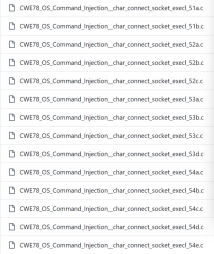 CWE78_OS_Command_Injection__char_connect_socket_execl_51a.c
CWE78_OS_Command_Injection__char_connect_socket_execl_51b.c
CWE78_OS_Command_Injection__char_connect_socket_execl_52a.c
CWE78_OS_Command_Injection__char_connect_socket_execl_52b.c
CWE78_OS_Command_Injection__char_connect_socket_execl_52c.c
CWE78_OS_Command_Injection__char_connect_socket_execl_53a.c
CWE78_OS_Command_Injection__char_connect_socket_execl_53b.c
CWE78_OS_Command_Injection__char_connect_socket_execl_53c.c
CWE78_OS_Command_Injection__char_connect_socket_execl_53d.c
CWE78_OS_Command_Injection__char_connect_socket_execl_54a.c
CWE78_OS_Command_Injection__char_connect_socket_execl_54b.c
CWE78_OS_Command_Injection__char_connect_socket_execl_54c.c
CWE78_OS_Command_Injection__char_connect_socket_execl_54d.c
CWE78_OS_Command_Injection__char_connect_socket_execl_54e.c